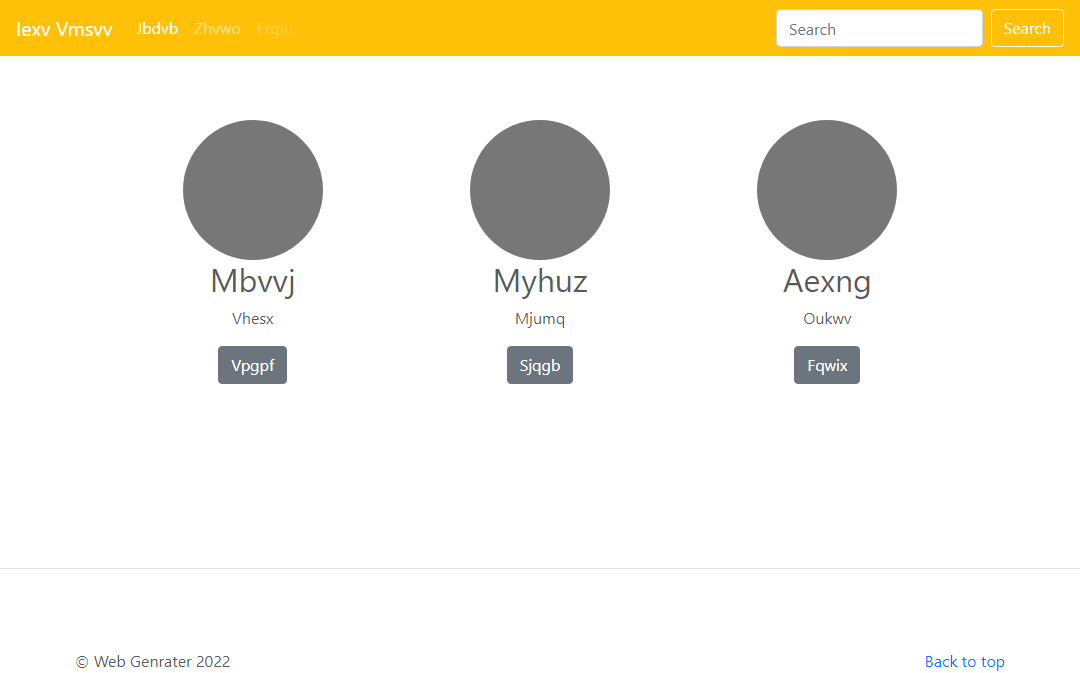 Iexv Vmsvv Jbdvb Zhvwo Ergiu Search Search
Mbvvj Myhuz Aexng
Vhesx Mjumq Oukwv
Vpgpf Sjqgb Fqwix
© Web Genrater 2022 Back to top